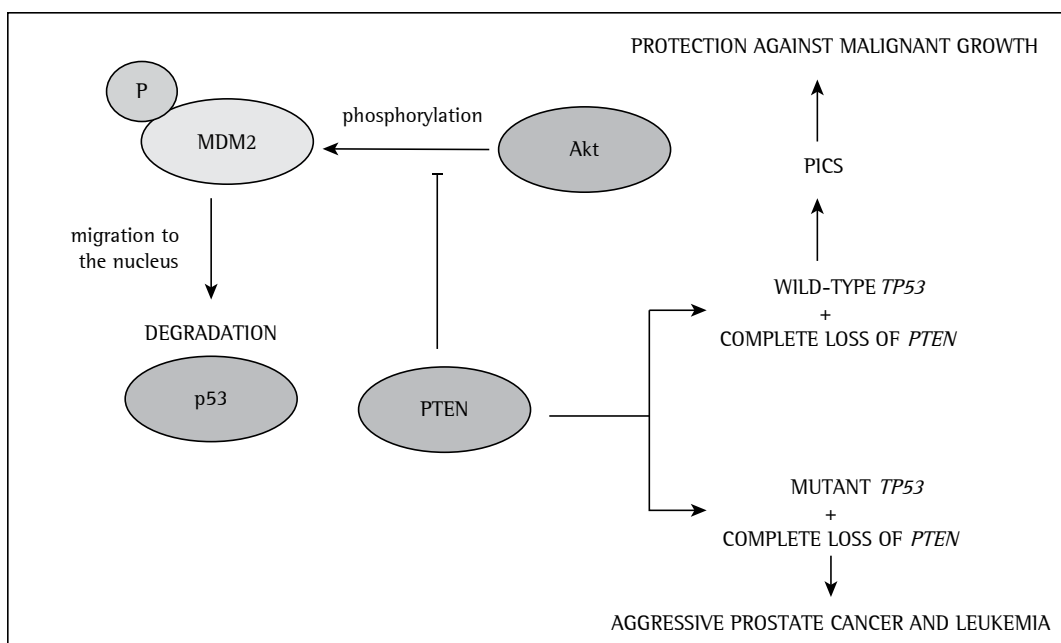 PROTECTION AGAINST MALIGNANT GROWTH
P
phosphorylation
MDM2
Akt
PICS
migration to
the nucleus
WILD-TYPE TP53
+
COMPLETE LOSS OF PTEN
DEGRADATION
p53
PTEN
MUTANT TP53
+
COMPLETE LOSS OF PTEN
AGGRESSIVE PROSTATE CANCER AND LEUKEMIA